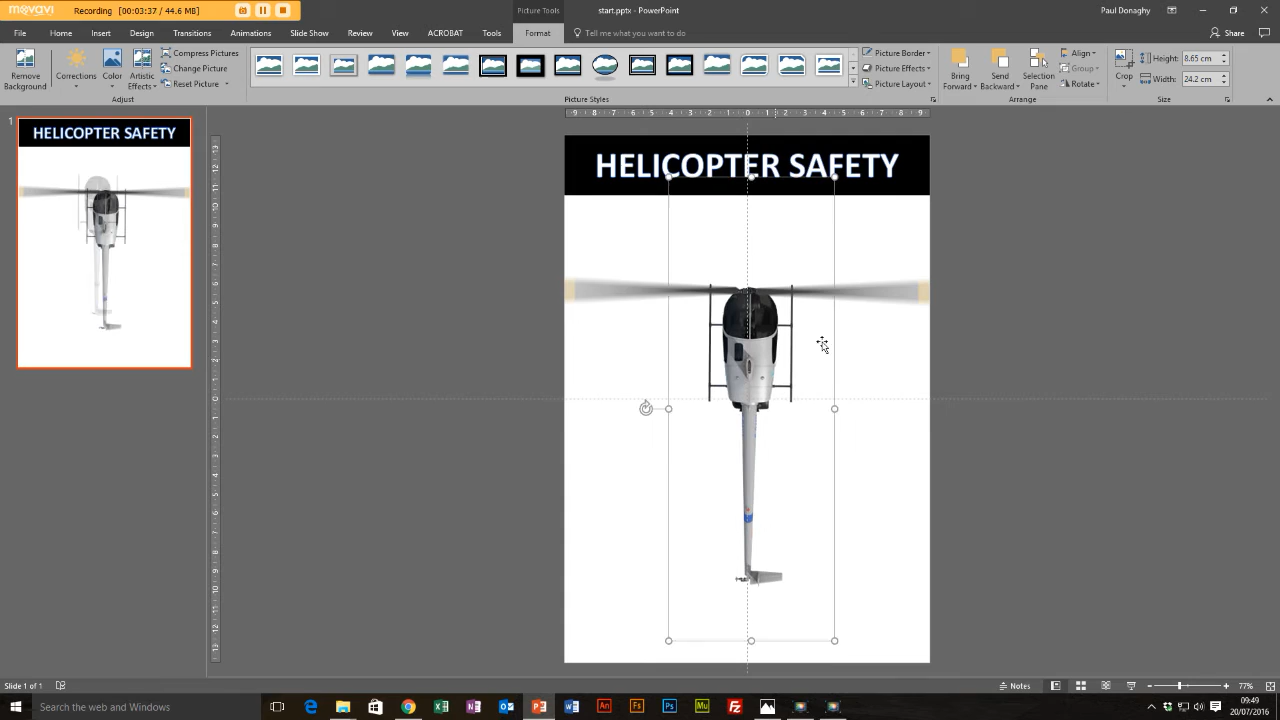 movavi
Recording [ 00:03:37 / 44.6 MB ]
Picture Tools
start.pptx - PowerPoint
Paul Donaghy
File Home Insert Design Transitions Animations Slide Show Review View ACROBAT Tools Format Tell me what you want to do
Share
Remove Background
Corrections
Color
Artistic Effects
Compress Pictures
Change Picture
Reset Picture
Adjust
Picture Styles
Picture Border
Picture Effects
Picture Layout
Bring Forward
Send Backward
Selection Pane
Align
Group
Rotate
Arrange
Crop
Height: 8.65 cm
Width: 24.2 cm
Size
1
HELICOPTER SAFETY
HELICOPTER SAFETY
Slide 1 of 1
Notes
77%
Search the web and Windows
09:49
20/07/2016